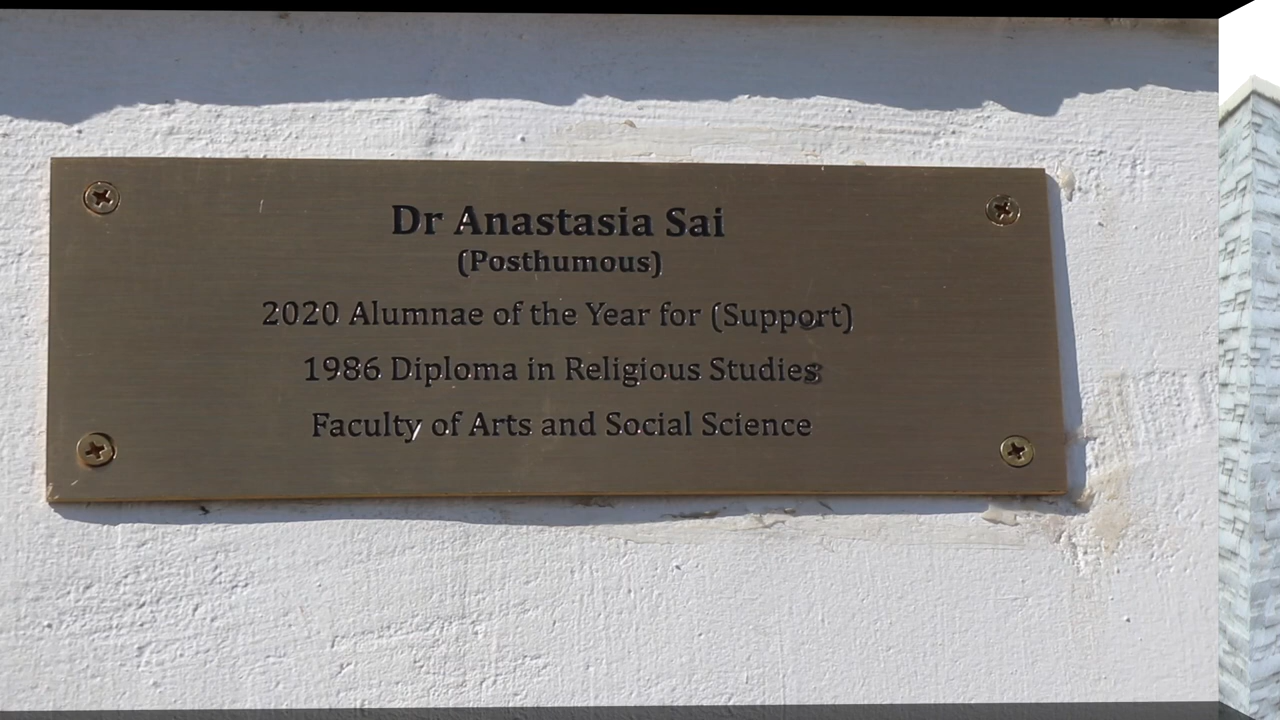 Dr Anastasia Sai
(Posthumous)
2020 Alumnae of the Year for (Support)
1986 Diploma in Religious Studies
Faculty of Arts and Social Science